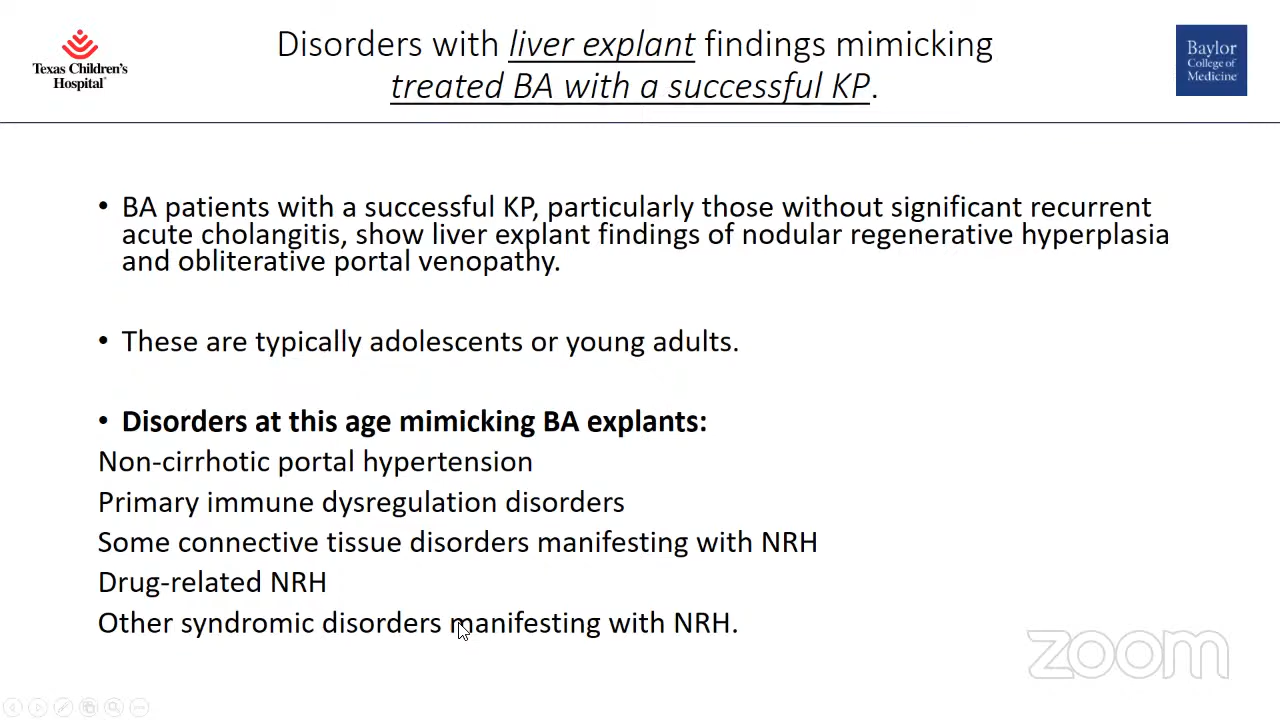 Texas Children's
Hospital®
Disorders with liver explant findings mimicking
treated BA with a successful KP.
Baylor
College of
Medicine
• BA patients with a successful KP, particularly those without significant recurrent
acute cholangitis, show liver explant findings of nodular regenerative hyperplasia
and obliterative portal venopathy.
• These are typically adolescents or young adults.
• Disorders at this age mimicking BA explants:
Non-cirrhotic portal hypertension
Primary immune dysregulation disorders
Some connective tissue disorders manifesting with NRH
Drug-related NRH
Other syndromic disorders manifesting with NRH.
zoom